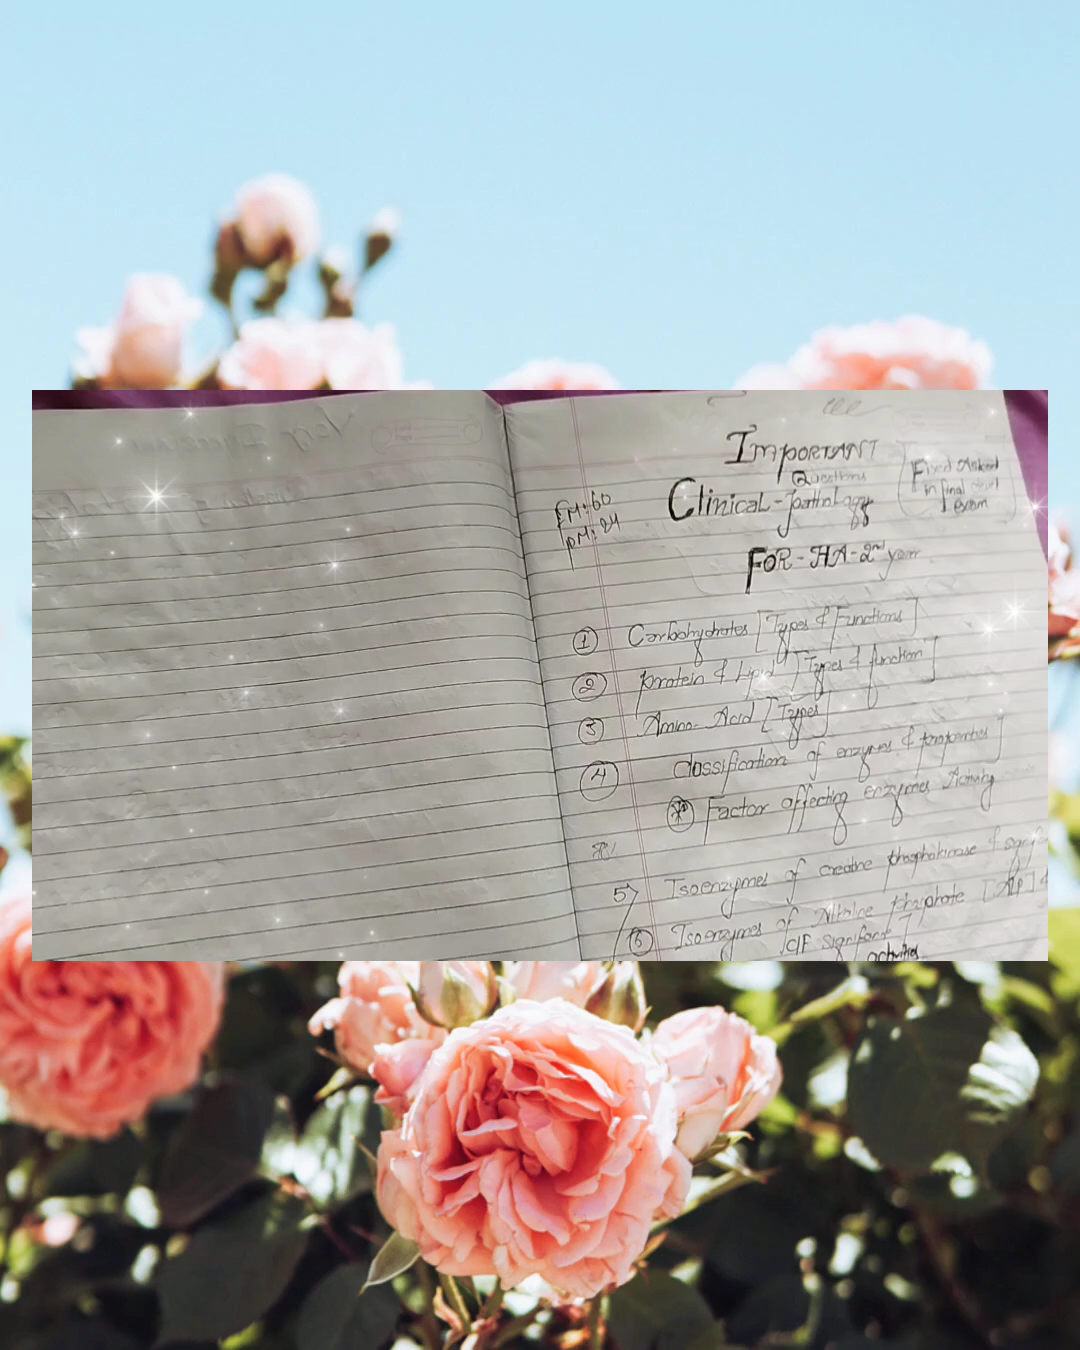 Important
Questions
Clinical - pathology
Fixed Asked
in final
exam
FM: 60
PM: 24
FOR - HA - 2nd year
① Carbohydrates [Types & Functions]
② protein & Lipid [Types & function]
③ Amino - Acid [Types]
④ Classification of enzymes & properties]
Factor affecting enzymes Activity
5) Isoenzymes of creatine phosphokinase &
⑥ Isoenzymes of Alkaline phosphate [Alp] &
activities